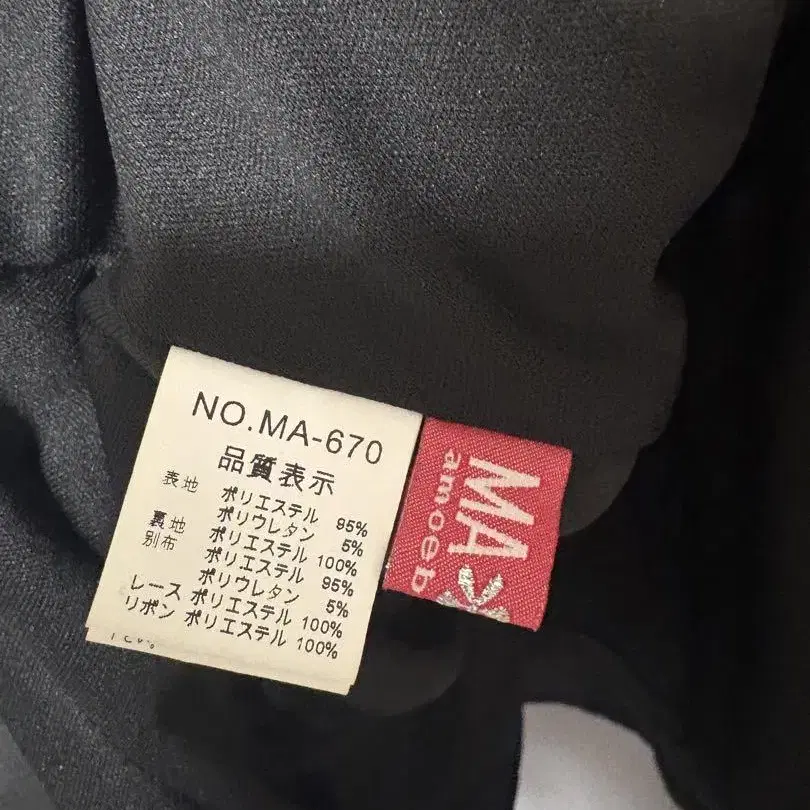 NO.MA-670
品質表示
表地 ポリエステル 95%
ポリウレタン 5%
裏地 ポリエステル 100%
別布 ポリエステル 95%
ポリウレタン 5%
レース ポリエステル 100%
リボン ポリエステル 100%
MA
amoeb